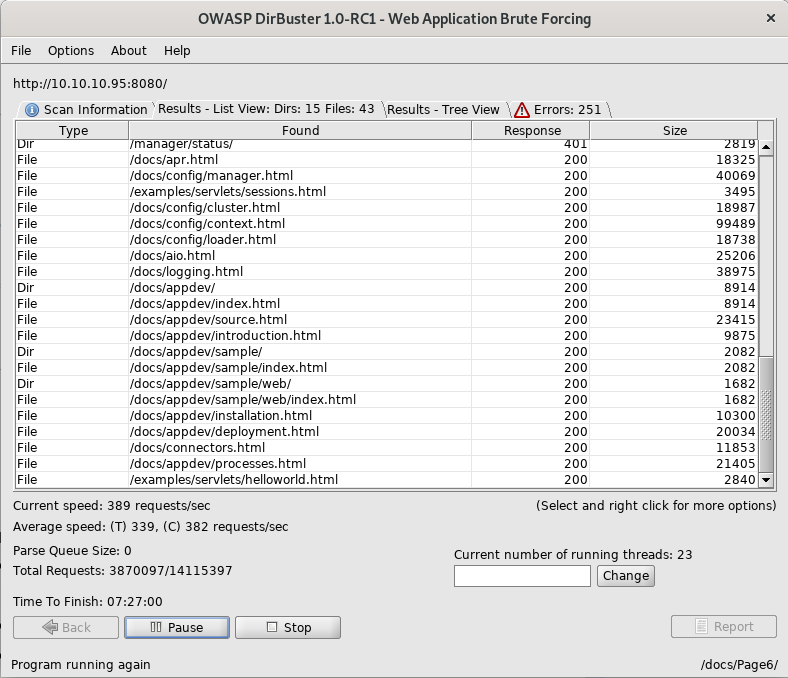 OWASP DirBuster 1.0-RC1 - Web Application Brute Forcing ×
File Options About Help
http://10.10.10.95:8080/
Scan Information Results - List View: Dirs: 15 Files: 43 Results - Tree View Errors: 251
Type Found Response Size
Dir /manager/status/ 401 2819
File /docs/apr.html 200 18325
File /docs/config/manager.html 200 40069
File /examples/servlets/sessions.html 200 3495
File /docs/config/cluster.html 200 18987
File /docs/config/context.html 200 99489
File /docs/config/loader.html 200 18738
File /docs/aio.html 200 25206
File /docs/logging.html 200 38975
Dir /docs/appdev/ 200 8914
File /docs/appdev/index.html 200 8914
File /docs/appdev/source.html 200 23415
File /docs/appdev/introduction.html 200 9875
Dir /docs/appdev/sample/ 200 2082
File /docs/appdev/sample/index.html 200 2082
Dir /docs/appdev/sample/web/ 200 1682
File /docs/appdev/sample/web/index.html 200 1682
File /docs/appdev/installation.html 200 10300
File /docs/appdev/deployment.html 200 20034
File /docs/connectors.html 200 11853
File /docs/appdev/processes.html 200 21405
File /examples/servlets/helloworld.html 200 2840
Current speed: 389 requests/sec (Select and right click for more options)
Average speed: (T) 339, (C) 382 requests/sec
Parse Queue Size: 0 Current number of running threads: 23
Total Requests: 3870097/14115397 Change
Time To Finish: 07:27:00
Back Pause Stop Report
Program running again /docs/Page6/